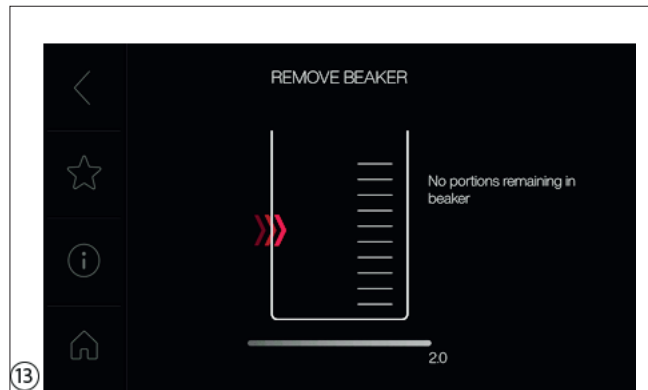 REMOVE BEAKER
No portions remaining in
beaker
2.0
13